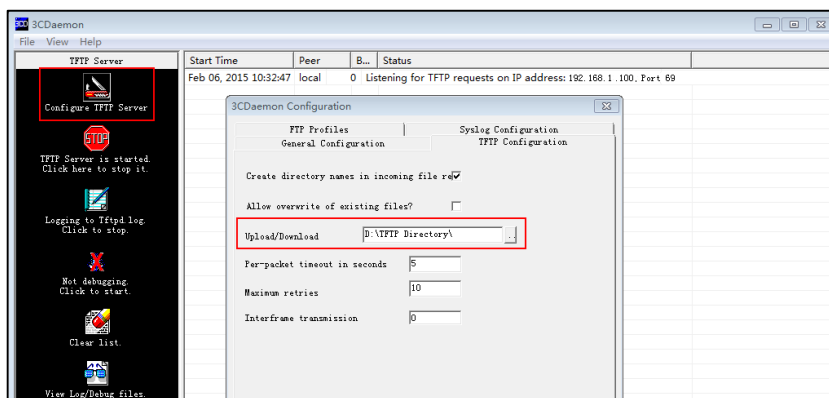 3CDaemon
File View Help
TFTP Server
Configure TFTP Server
STOP
TFTP Server is started.
Click here to stop it.
Logging to Tftpd.log.
Click to stop.
Not debugging.
Click to start.
Clear list.
View Log/Debug files.
Start Time Peer B... Status
Feb 06, 2015 10:32:47 local 0 Listening for TFTP requests on IP address: 192.168.1.100, Port 69
3CDaemon Configuration
FTP Profiles Syslog Configuration
General Configuration TFTP Configuration
Create directory names in incoming file re
Allow overwrite of existing files?
Upload/Download D:\TFTP Directory\ ..
Per-packet timeout in seconds 5
Maximum retries 10
Interframe transmission 0